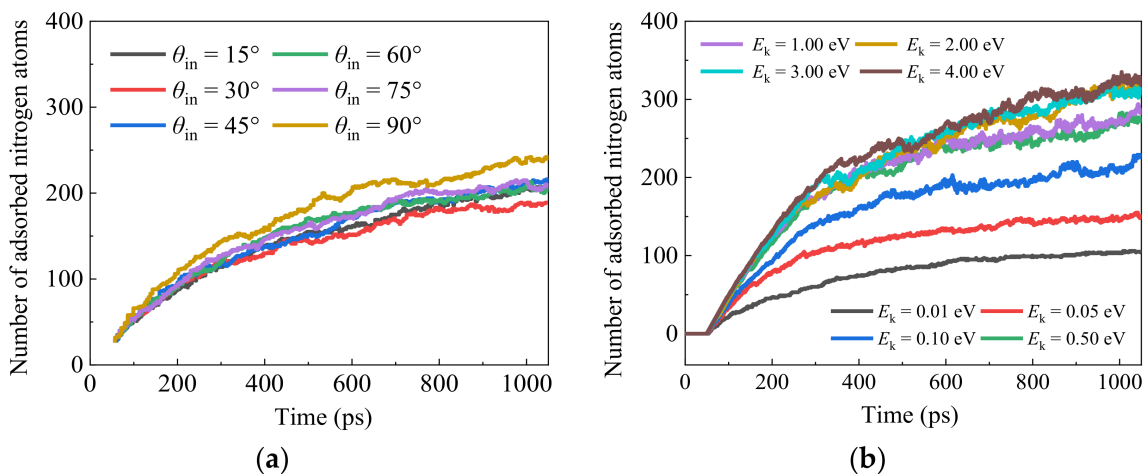 400
300
200
100
0
Number of adsorbed nitrogen atoms
θin = 15° θin = 60°
θin = 30° θin = 75°
θin = 45° θin = 90°
0 200 400 600 800 1000
Time (ps)
(a)
400
300
200
100
0
Number of adsorbed nitrogen atoms
Ek = 1.00 eV Ek = 2.00 eV
Ek = 3.00 eV Ek = 4.00 eV
Ek = 0.01 eV Ek = 0.05 eV
Ek = 0.10 eV Ek = 0.50 eV
0 200 400 600 800 1000
Time (ps)
(b)